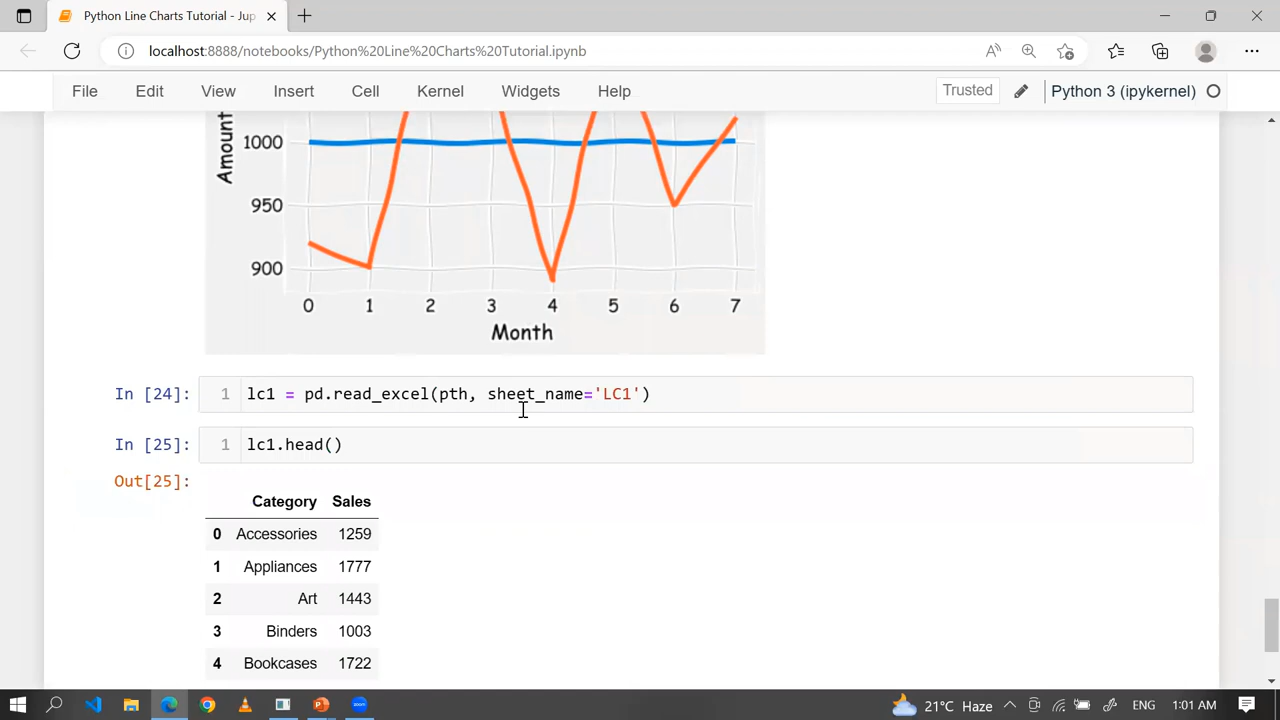 Python Line Charts Tutorial - Jup
localhost:8888/notebooks/Python%20Line%20Charts%20Tutorial.ipynb
File Edit View Insert Cell Kernel Widgets Help Trusted Python 3 (ipykernel)
Amount
1000
950
900
0 1 2 3 4 5 6 7
Month
In [24]: 1 lc1 = pd.read_excel(pth, sheet_name='LC1')
In [25]: 1 lc1.head()
Out[25]:
Category Sales
0 Accessories 1259
1 Appliances 1777
2 Art 1443
3 Binders 1003
4 Bookcases 1722
21°C Haze ENG 1:01 AM